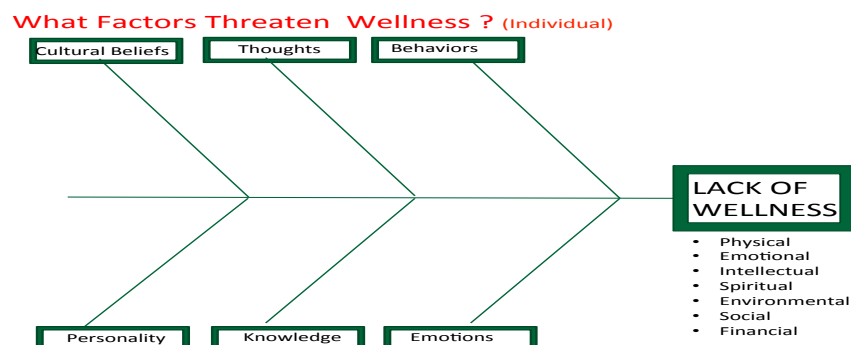 What Factors Threaten Wellness ? (Individual)
Cultural Beliefs
Thoughts
Behaviors
LACK OF
WELLNESS
• Physical
• Emotional
• Intellectual
• Spiritual
• Environmental
• Social
• Financial
Personality
Knowledge
Emotions